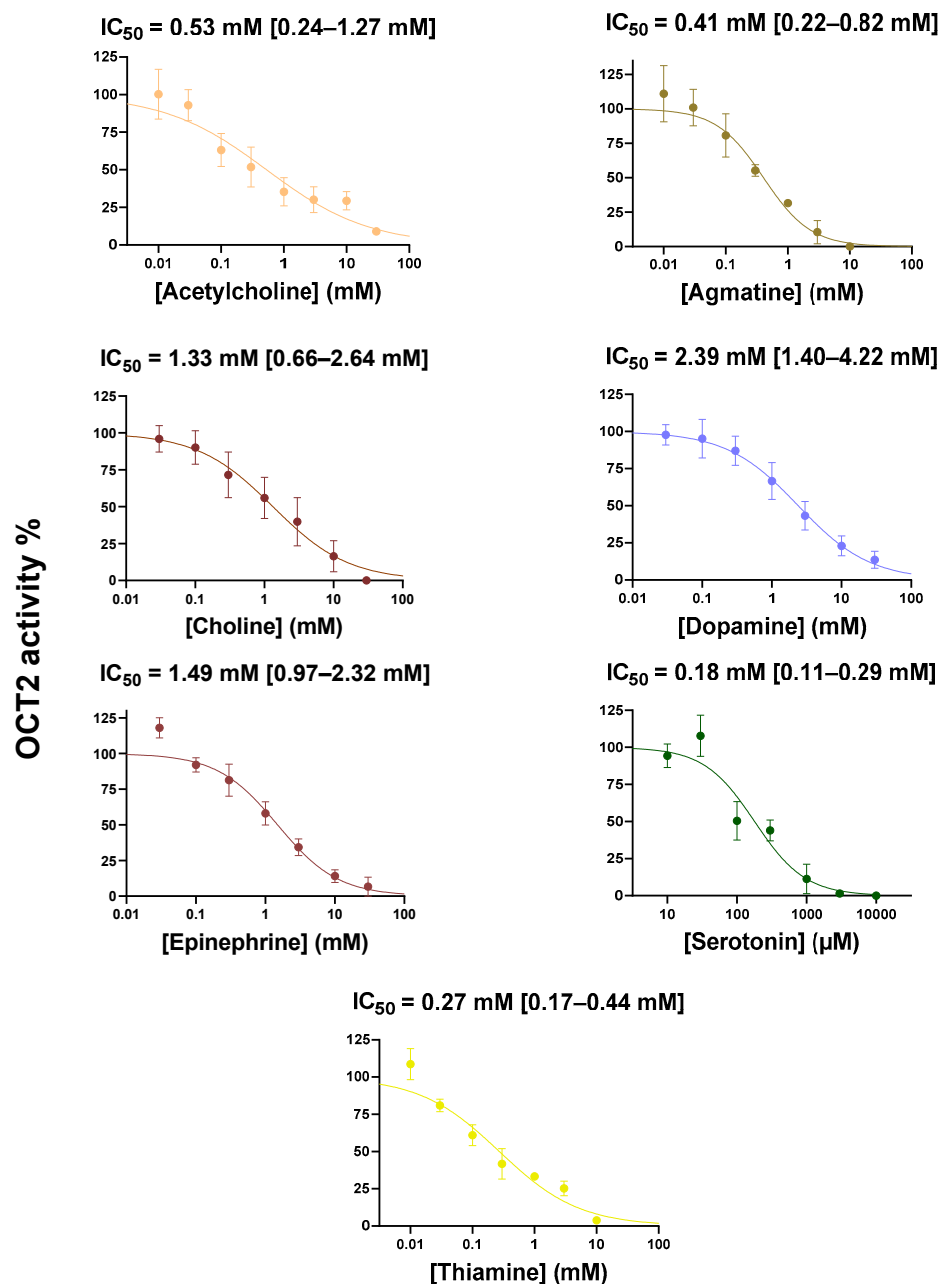 IC50 = 0.53 mM [0.24–1.27 mM]
125
100
75
50
25
0
0.01 0.1 1 10 100
[Acetylcholine] (mM)
IC50 = 0.41 mM [0.22–0.82 mM]
125
100
75
50
25
0
0.01 0.1 1 10 100
[Agmatine] (mM)
OCT2 activity %
IC50 = 1.33 mM [0.66–2.64 mM]
125
100
75
50
25
0
0.01 0.1 1 10 100
[Choline] (mM)
IC50 = 2.39 mM [1.40–4.22 mM]
125
100
75
50
25
0
0.01 0.1 1 10 100
[Dopamine] (mM)
IC50 = 1.49 mM [0.97–2.32 mM]
125
100
75
50
25
0
0.01 0.1 1 10 100
[Epinephrine] (mM)
IC50 = 0.18 mM [0.11–0.29 mM]
125
100
75
50
25
0
10 100 1000 10000
[Serotonin] (µM)
IC50 = 0.27 mM [0.17–0.44 mM]
125
100
75
50
25
0
0.01 0.1 1 10 100
[Thiamine] (mM)